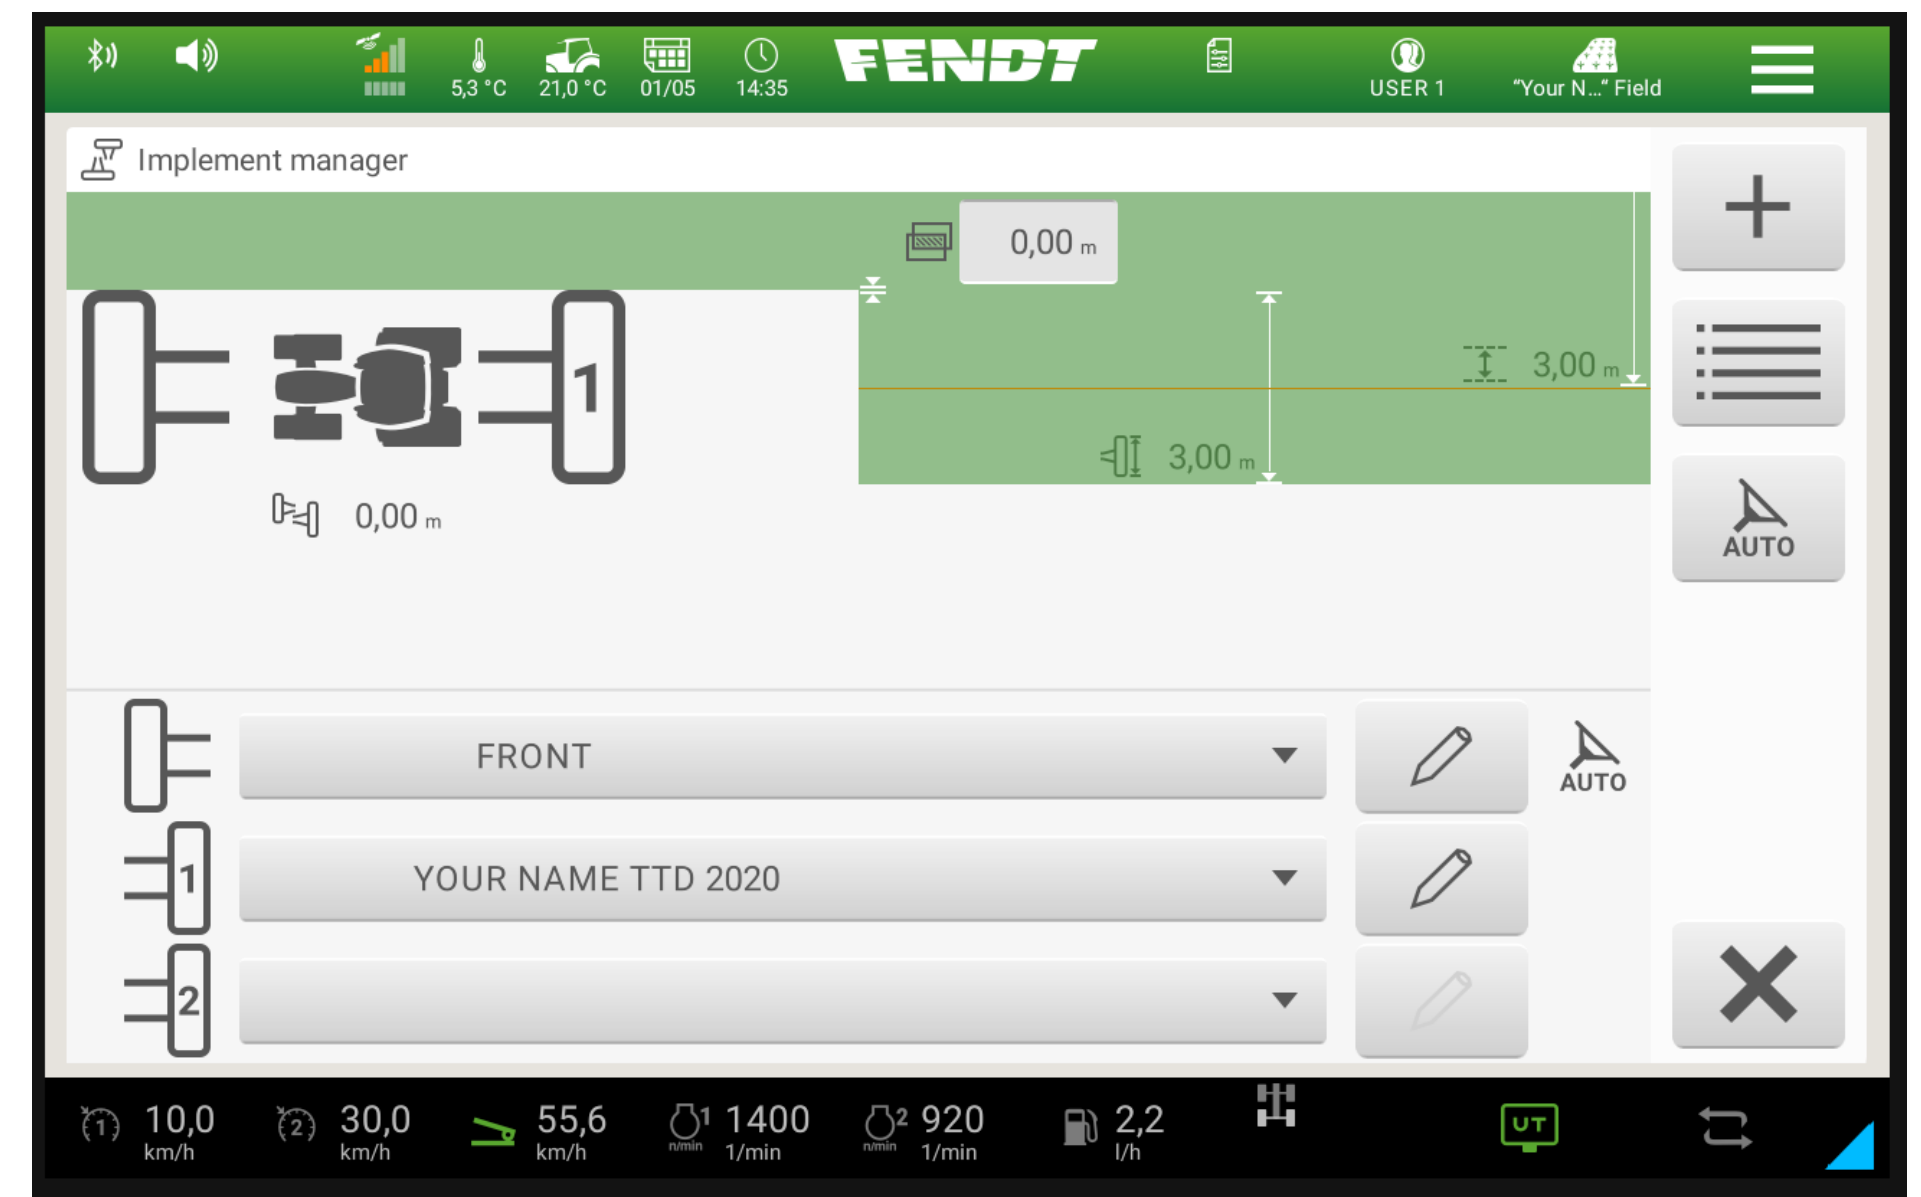 FENDT
5,3 °C
21,0 °C
01/05
14:35
USER 1
“Your N...“ Field
Implement manager
0,00 m
1
3,00 m
3,00 m
0,00 m
AUTO
FRONT
AUTO
1
YOUR NAME TTD 2020
2
(1) 10,0 km/h
(2) 30,0 km/h
55,6 km/h
1 n/min 1400 1/min
2 n/min 920 1/min
2,2 l/h
UT